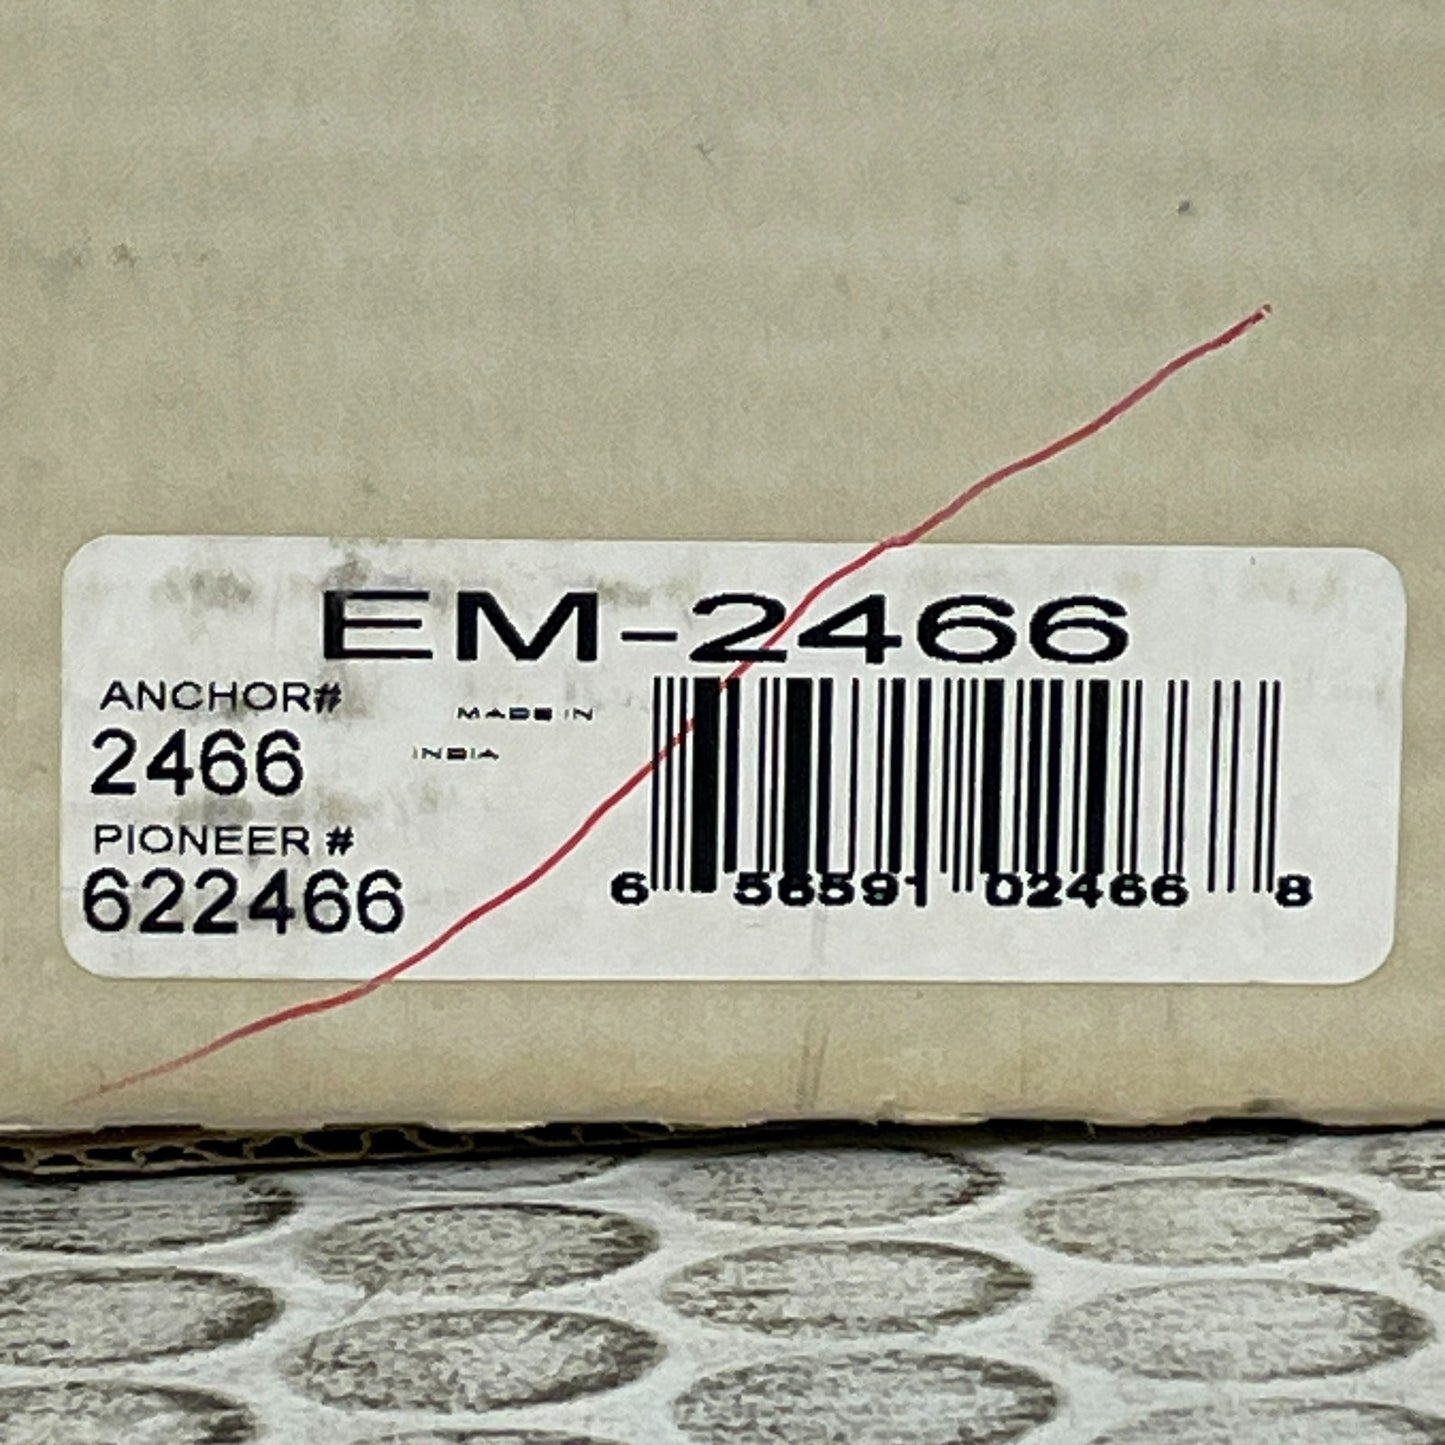 EM-2466
ANCHOR#
2466
MADE IN
INDIA
PIONEER #
622466
6 56591 02466 8